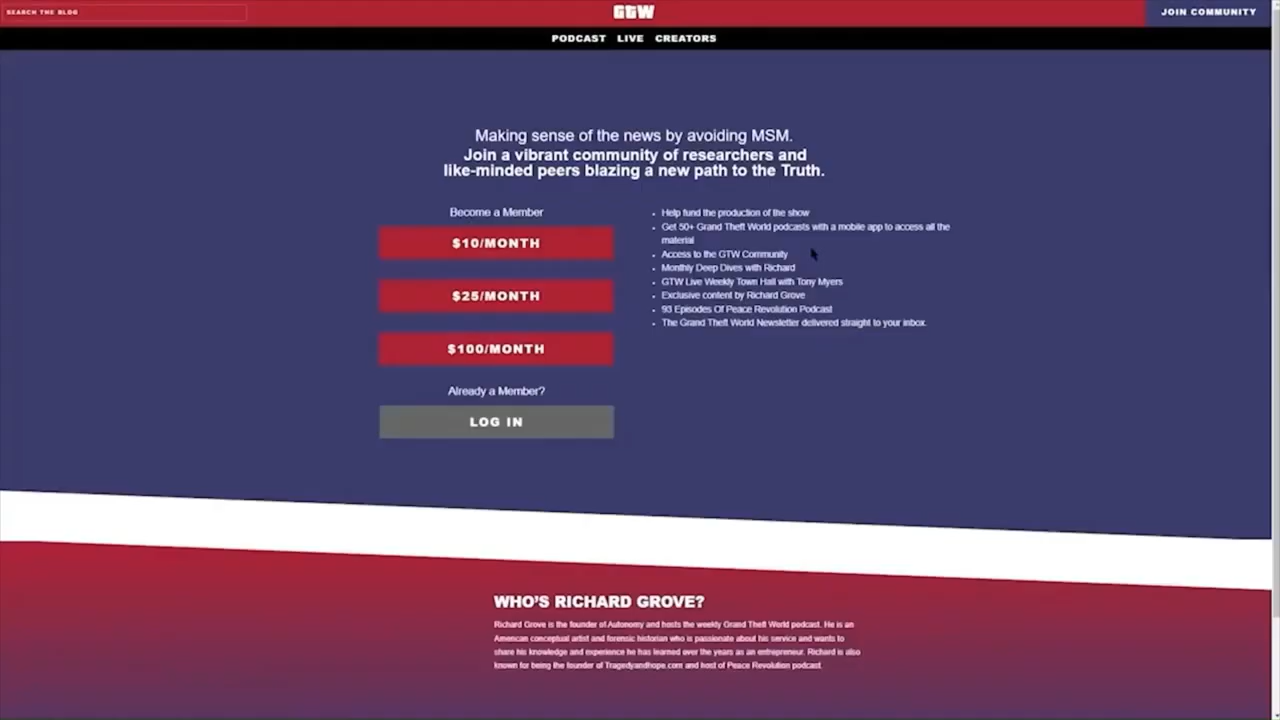 SEARCH THE BLOG
GTW
JOIN COMMUNITY
PODCAST LIVE CREATORS
Making sense of the news by avoiding MSM.
Join a vibrant community of researchers and
like-minded peers blazing a new path to the Truth.
Become a Member
$10/MONTH
$25/MONTH
$100/MONTH
Already a Member?
LOG IN
Help fund the production of the show
Get 50+ Grand Theft World podcasts with a mobile app to access all the
material
Access to the GTW Community
Monthly Deep Dives with Richard
GTW Live Weekly Town Hall with Tony Myers
Exclusive content by Richard Grove
93 Episodes Of Peace Revolution Podcast
The Grand Theft World Newsletter delivered straight to your inbox.
WHO'S RICHARD GROVE?
Richard Grove is the founder of Autonomy and hosts the weekly Grand Theft World podcast. He is an
American conceptual artist and forensic historian who is passionate about his service and wants to
share his knowledge and experience he has learned over the years as an entrepreneur. Richard is also
known for being the founder of Tragedyandhope.com and host of Peace Revolution podcast.